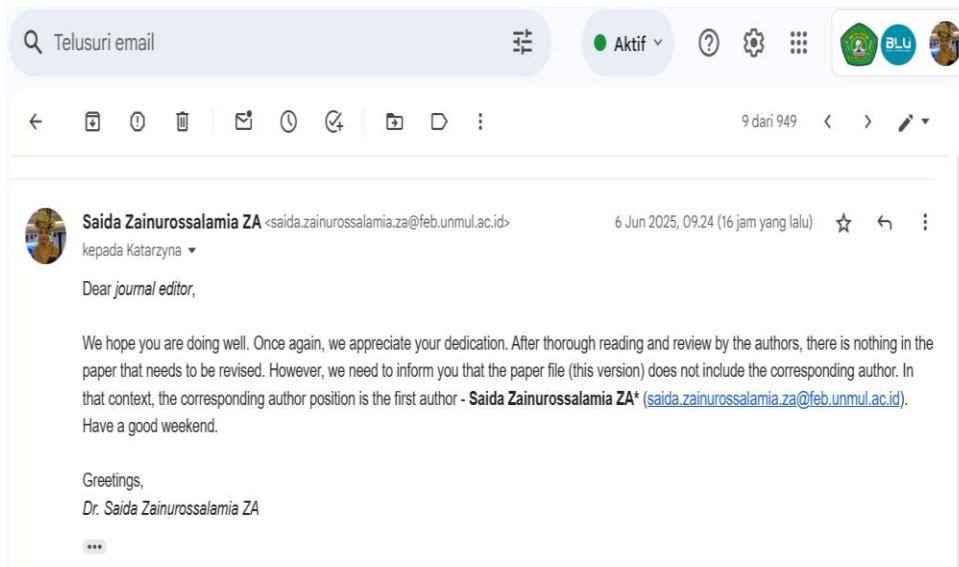 Telusuri email
Aktif
BLU
9 dari 949
Saida Zainurossalamia ZA <saida.zainurossalamia.za@feb.unmul.ac.id>
6 Jun 2025, 09.24 (16 jam yang lalu)
kepada Katarzyna
Dear journal editor,
We hope you are doing well. Once again, we appreciate your dedication. After thorough reading and review by the authors, there is nothing in the
paper that needs to be revised. However, we need to inform you that the paper file (this version) does not include the corresponding author. In
that context, the corresponding author position is the first author - Saida Zainurossalamia ZA* (saida.zainurossalamia.za@feb.unmul.ac.id).
Have a good weekend.
Greetings,
Dr. Saida Zainurossalamia ZA